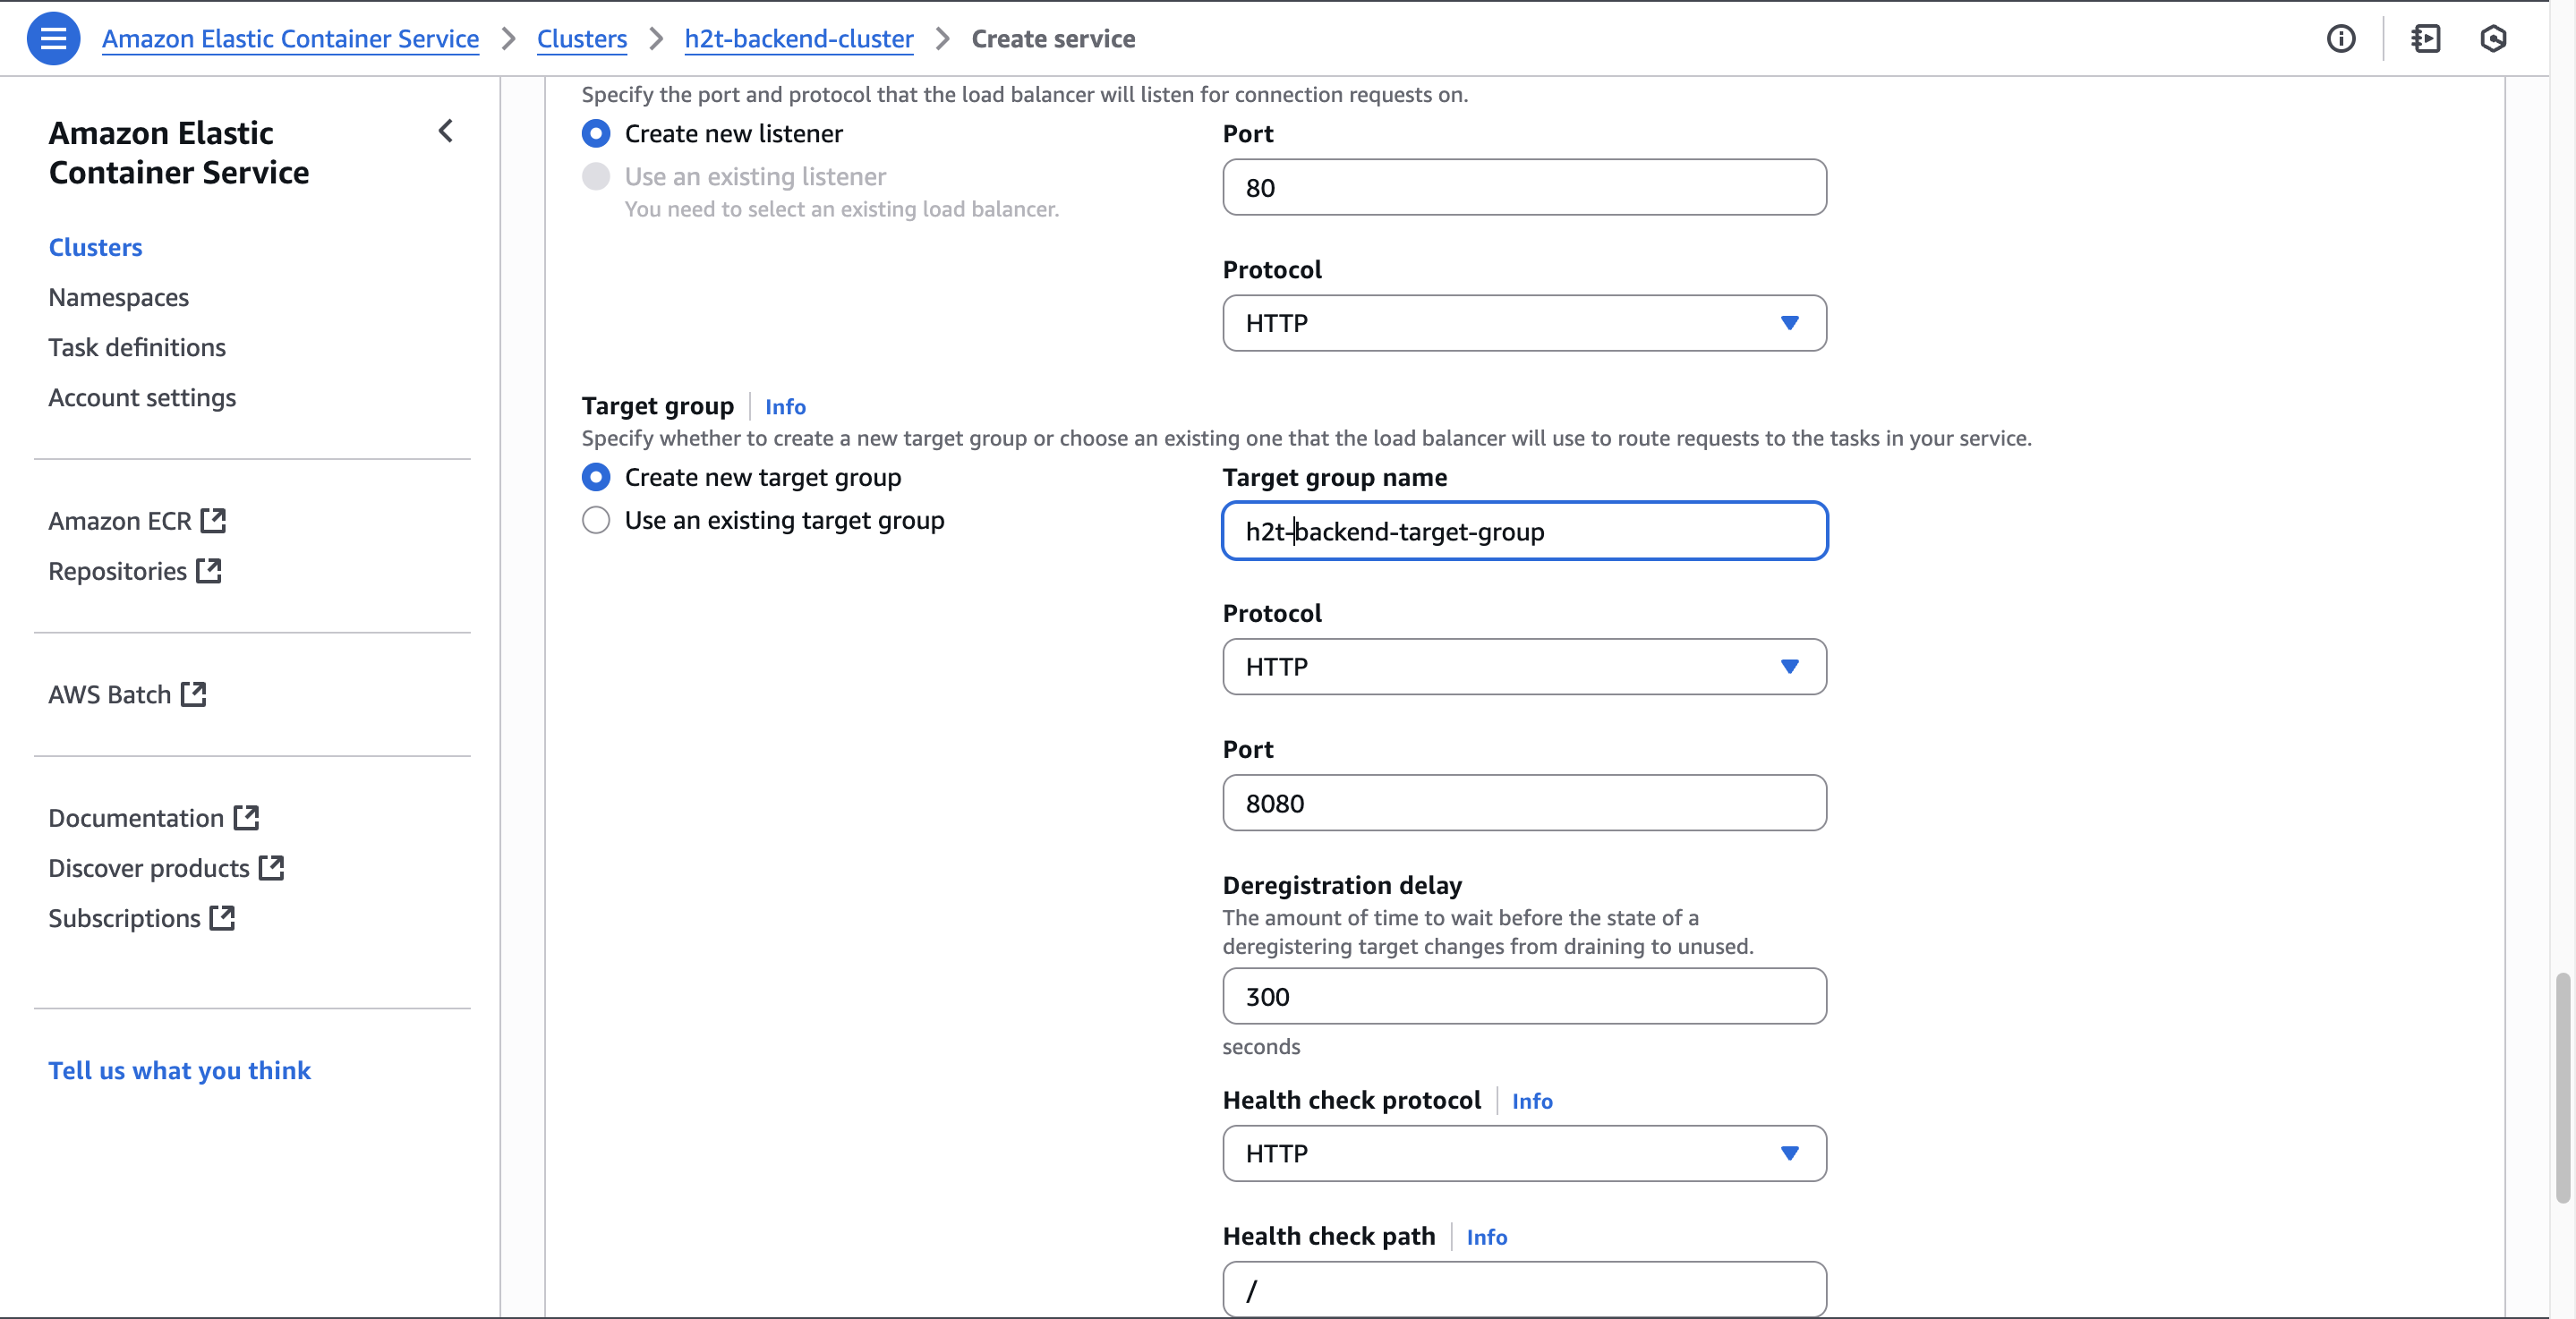 Amazon Elastic Container Service > Clusters > h2t-backend-cluster > Create service
Amazon Elastic
Container Service
Clusters
Namespaces
Task definitions
Account settings
Amazon ECR
Repositories
AWS Batch
Documentation
Discover products
Subscriptions
Tell us what you think
Specify the port and protocol that the load balancer will listen for connection requests on.
Create new listener
Use an existing listener
You need to select an existing load balancer.
Port
80
Protocol
HTTP
Target group Info
Specify whether to create a new target group or choose an existing one that the load balancer will use to route requests to the tasks in your service.
Create new target group
Use an existing target group
Target group name
h2t-backend-target-group
Protocol
HTTP
Port
8080
Deregistration delay
The amount of time to wait before the state of a
deregistering target changes from draining to unused.
300
seconds
Health check protocol Info
HTTP
Health check path Info
/